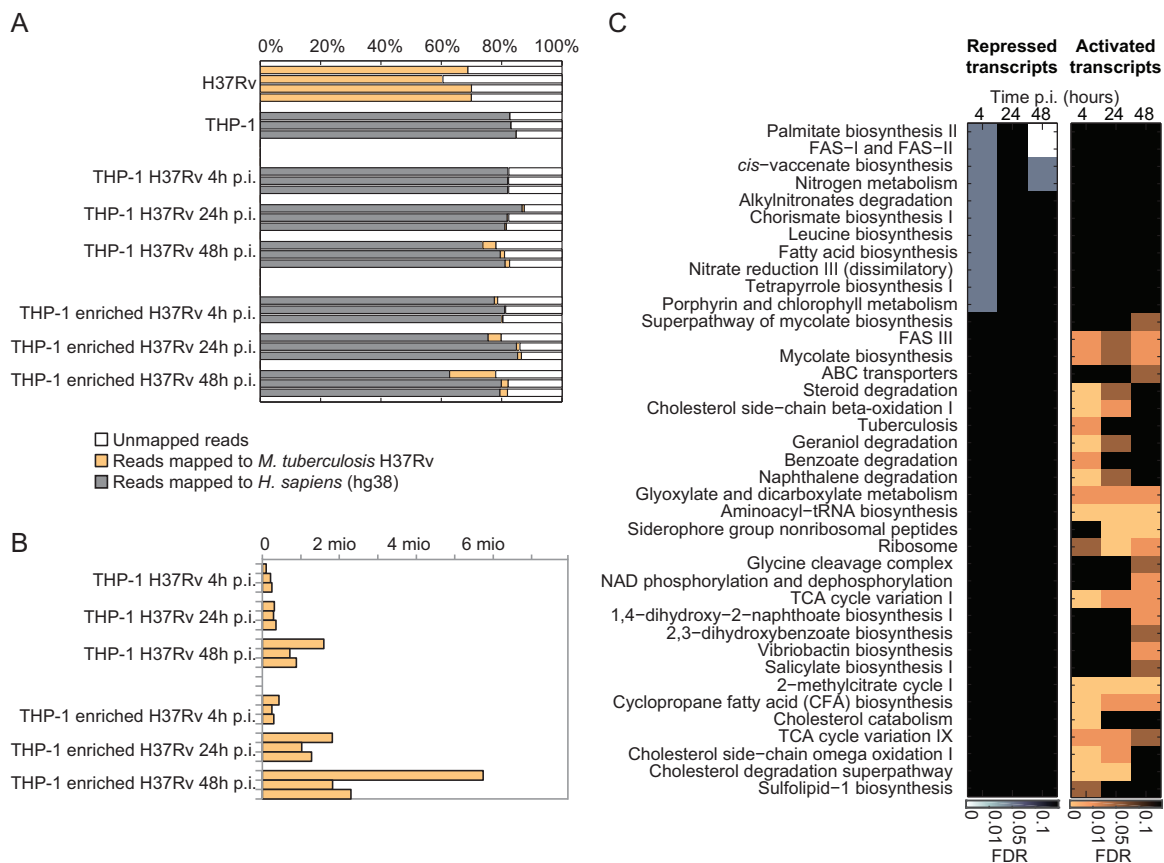 A
0% 20% 40% 60% 80% 100%
H37Rv
THP-1
THP-1 H37Rv 4h p.i.
THP-1 H37Rv 24h p.i.
THP-1 H37Rv 48h p.i.
THP-1 enriched H37Rv 4h p.i.
THP-1 enriched H37Rv 24h p.i.
THP-1 enriched H37Rv 48h p.i.
Unmapped reads
Reads mapped to M. tuberculosis H37Rv
Reads mapped to H. sapiens (hg38)
B
0 2 mio 4 mio 6 mio
THP-1 H37Rv 4h p.i.
THP-1 H37Rv 24h p.i.
THP-1 H37Rv 48h p.i.
THP-1 enriched H37Rv 4h p.i.
THP-1 enriched H37Rv 24h p.i.
THP-1 enriched H37Rv 48h p.i.
C
Repressed transcripts
Activated transcripts
Time p.i. (hours)
4 24 48 4 24 48
Palmitate biosynthesis II
FAS−I and FAS−II
cis−vaccenate biosynthesis
Nitrogen metabolism
Alkylnitronates degradation
Chorismate biosynthesis I
Leucine biosynthesis
Fatty acid biosynthesis
Nitrate reduction III (dissimilatory)
Tetrapyrrole biosynthesis I
Porphyrin and chlorophyll metabolism
Superpathway of mycolate biosynthesis
FAS III
Mycolate biosynthesis
ABC transporters
Steroid degradation
Cholesterol side−chain beta−oxidation I
Tuberculosis
Geraniol degradation
Benzoate degradation
Naphthalene degradation
Glyoxylate and dicarboxylate metabolism
Aminoacyl−tRNA biosynthesis
Siderophore group nonribosomal peptides
Ribosome
Glycine cleavage complex
NAD phosphorylation and dephosphorylation
TCA cycle variation I
1,4−dihydroxy−2−naphthoate biosynthesis I
2,3−dihydroxybenzoate biosynthesis
Vibriobactin biosynthesis
Salicylate biosynthesis I
2−methylcitrate cycle I
Cyclopropane fatty acid (CFA) biosynthesis
Cholesterol catabolism
TCA cycle variation IX
Cholesterol side−chain omega oxidation I
Cholesterol degradation superpathway
Sulfolipid−1 biosynthesis
0 0.01 0.05 0.1 0 0.01 0.05 0.1
FDR FDR